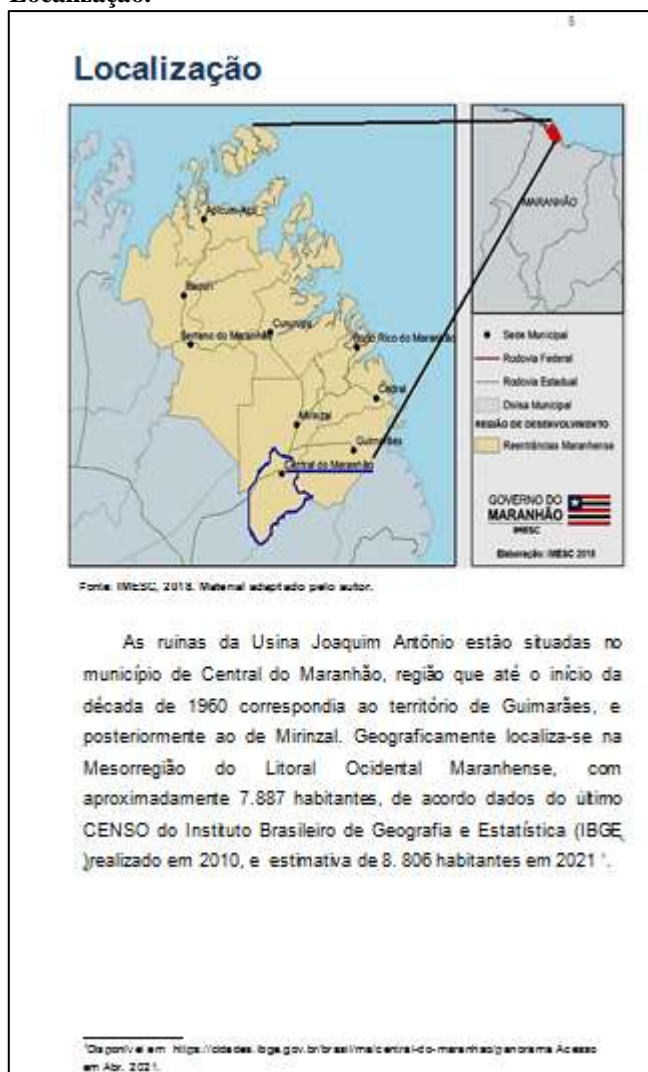 Localização.
5
Localização
Apicum-Açú
Bacuri
Cururupu
Serrano do Maranhão
Porto Rico do Maranhão
Cedral
Mirinzal
Guimarães
Central do Maranhão
MARANHÃO
Sede Municipal
Rodovia Federal
Rodovia Estadual
Divisa Municipal
REGIÃO DE DESENVOLVIMENTO
Reentrâncias Maranhense
GOVERNO DO
MARANHÃO
IMESC
Elaboração: IMESC 2018
Fonte: IMESC, 2018. Material adaptado pelo autor.
As ruínas da Usina Joaquim Antônio estão situadas no
município de Central do Maranhão, região que até o início da
década de 1960 correspondia ao território de Guimarães, e
posteriormente ao de Mirinzal. Geograficamente localiza-se na
Mesorregião do Litoral Ocidental Maranhense, com
aproximadamente 7.887 habitantes, de acordo dados do último
CENSO do Instituto Brasileiro de Geografia e Estatística (IBGE
)realizado em 2010, e estimativa de 8. 806 habitantes em 2021 ¹.
¹Disponível em https://cidades.ibge.gov.br/brasil/ma/central-do-maranhao/panorama Acesso
em Abr. 2021.